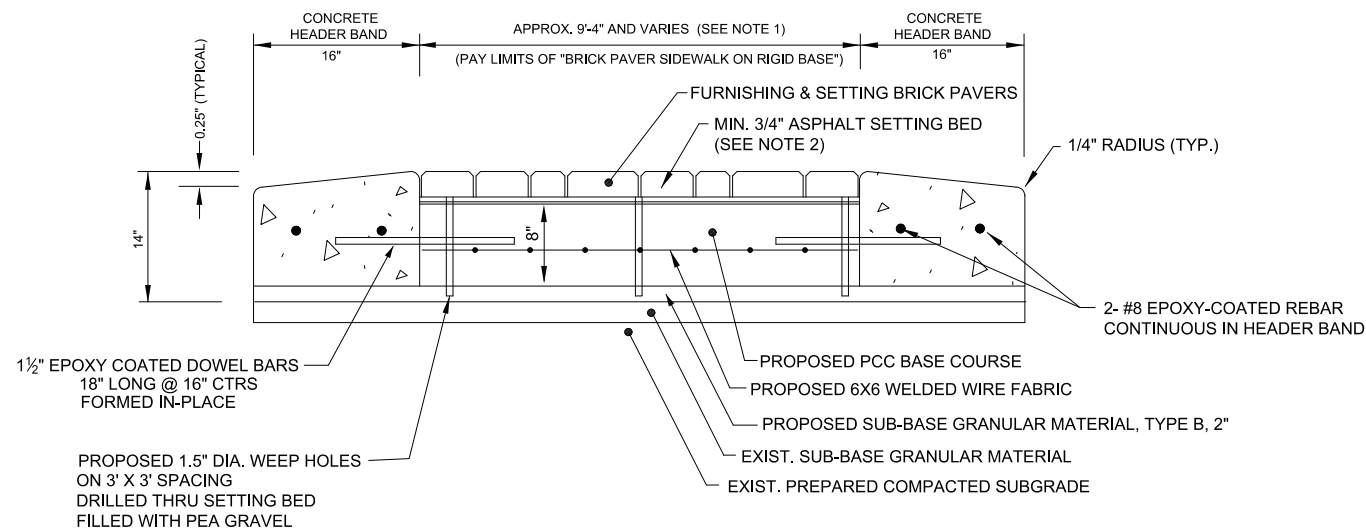 CONCRETE
HEADER BAND
16"
APPROX. 9'-4" AND VARIES (SEE NOTE 1)
(PAY LIMITS OF "BRICK PAVER SIDEWALK ON RIGID BASE")
CONCRETE
HEADER BAND
16"
0.25" (TYPICAL)
FURNISHING & SETTING BRICK PAVERS
MIN. 3/4" ASPHALT SETTING BED
(SEE NOTE 2)
1/4" RADIUS (TYP.)
14"
8"
2- #8 EPOXY-COATED REBAR
CONTINUOUS IN HEADER BAND
1½" EPOXY COATED DOWEL BARS
18" LONG @ 16" CTRS
FORMED IN-PLACE
PROPOSED PCC BASE COURSE
PROPOSED 6X6 WELDED WIRE FABRIC
PROPOSED SUB-BASE GRANULAR MATERIAL, TYPE B, 2"
EXIST. SUB-BASE GRANULAR MATERIAL
EXIST. PREPARED COMPACTED SUBGRADE
PROPOSED 1.5" DIA. WEEP HOLES
ON 3' X 3' SPACING
DRILLED THRU SETTING BED
FILLED WITH PEA GRAVEL